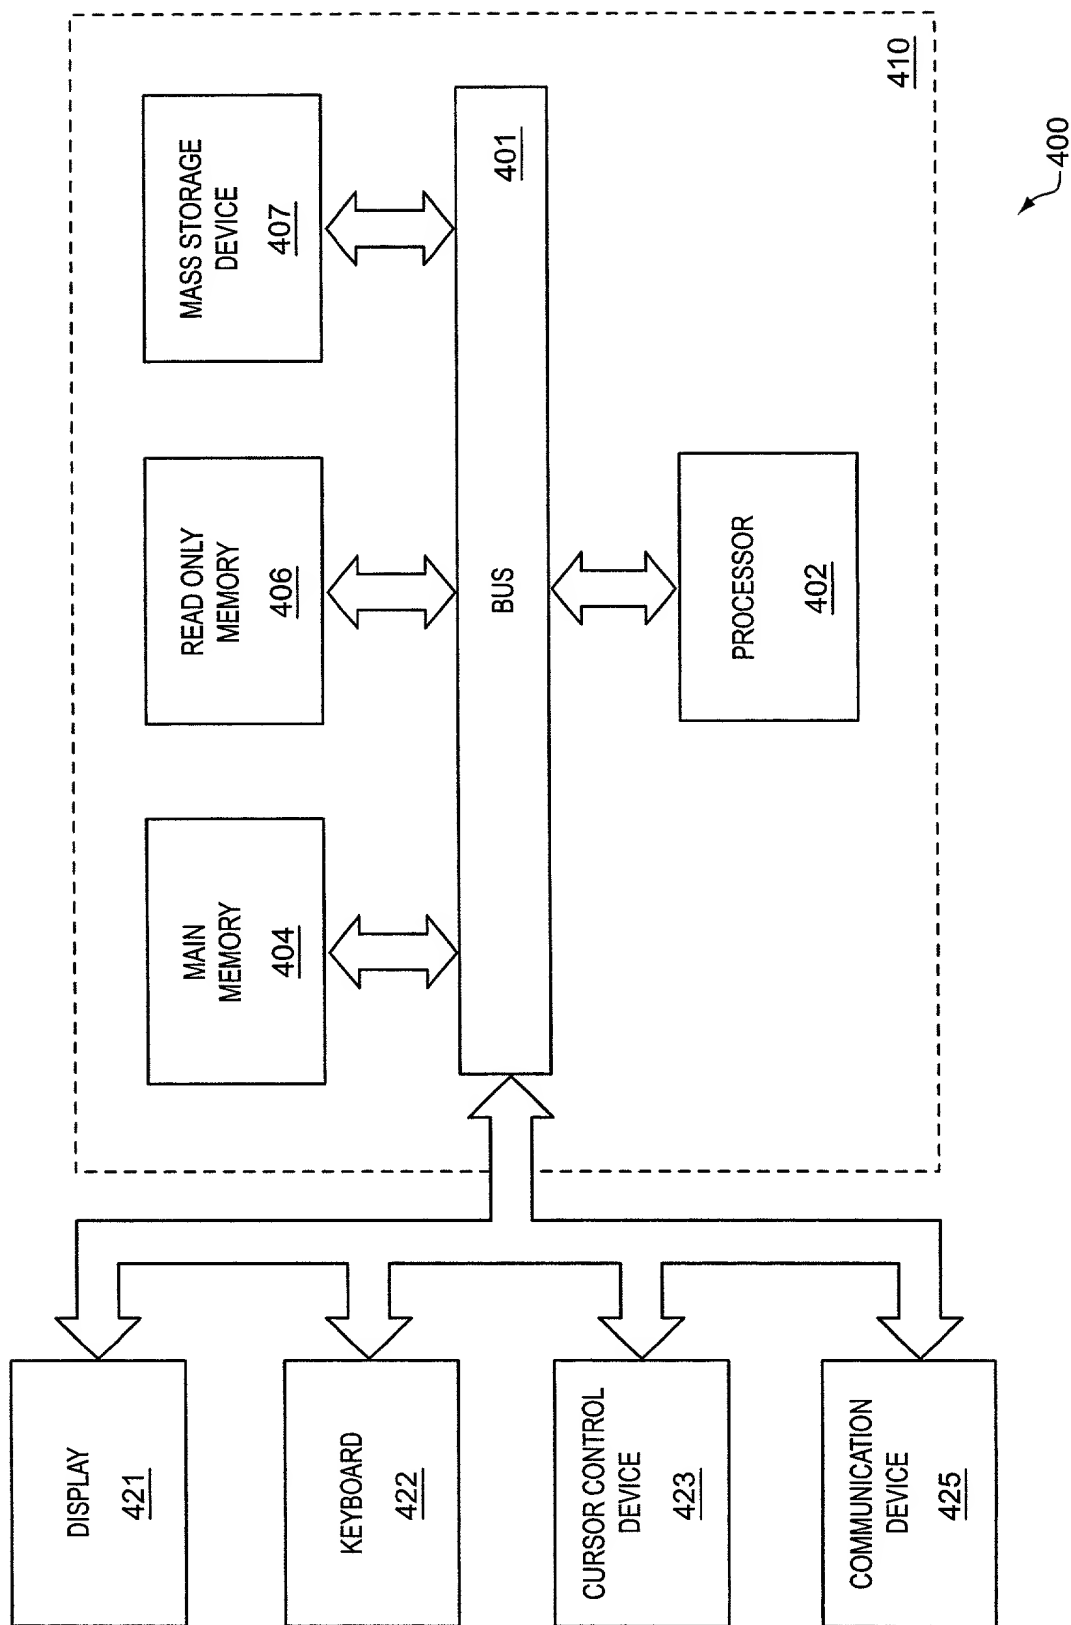 DISPLAY
421
KEYBOARD
422
CURSOR CONTROL
DEVICE
423
COMMUNICATION
DEVICE
425
MAIN
MEMORY
404
READ ONLY
MEMORY
406
MASS STORAGE
DEVICE
407
BUS
401
PROCESSOR
402
410
400